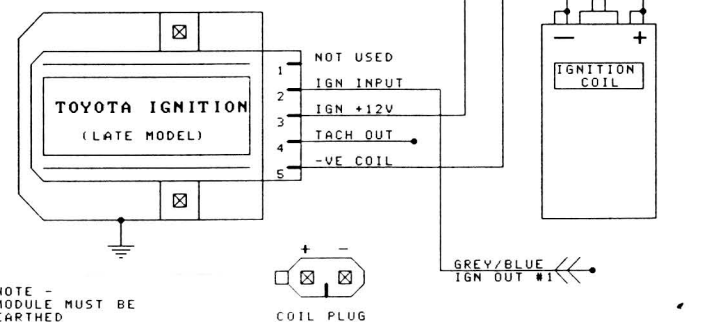 NOT USED
1
IGN INPUT
2
TOYOTA IGNITION
IGN +12V
3
(LATE MODEL)
TACH OUT
4
-VE COIL
5
— +
IGNITION
COIL
GREY/BLUE
IGN OUT #1
+ −
COIL PLUG
NOTE -
MODULE MUST BE
EARTHED